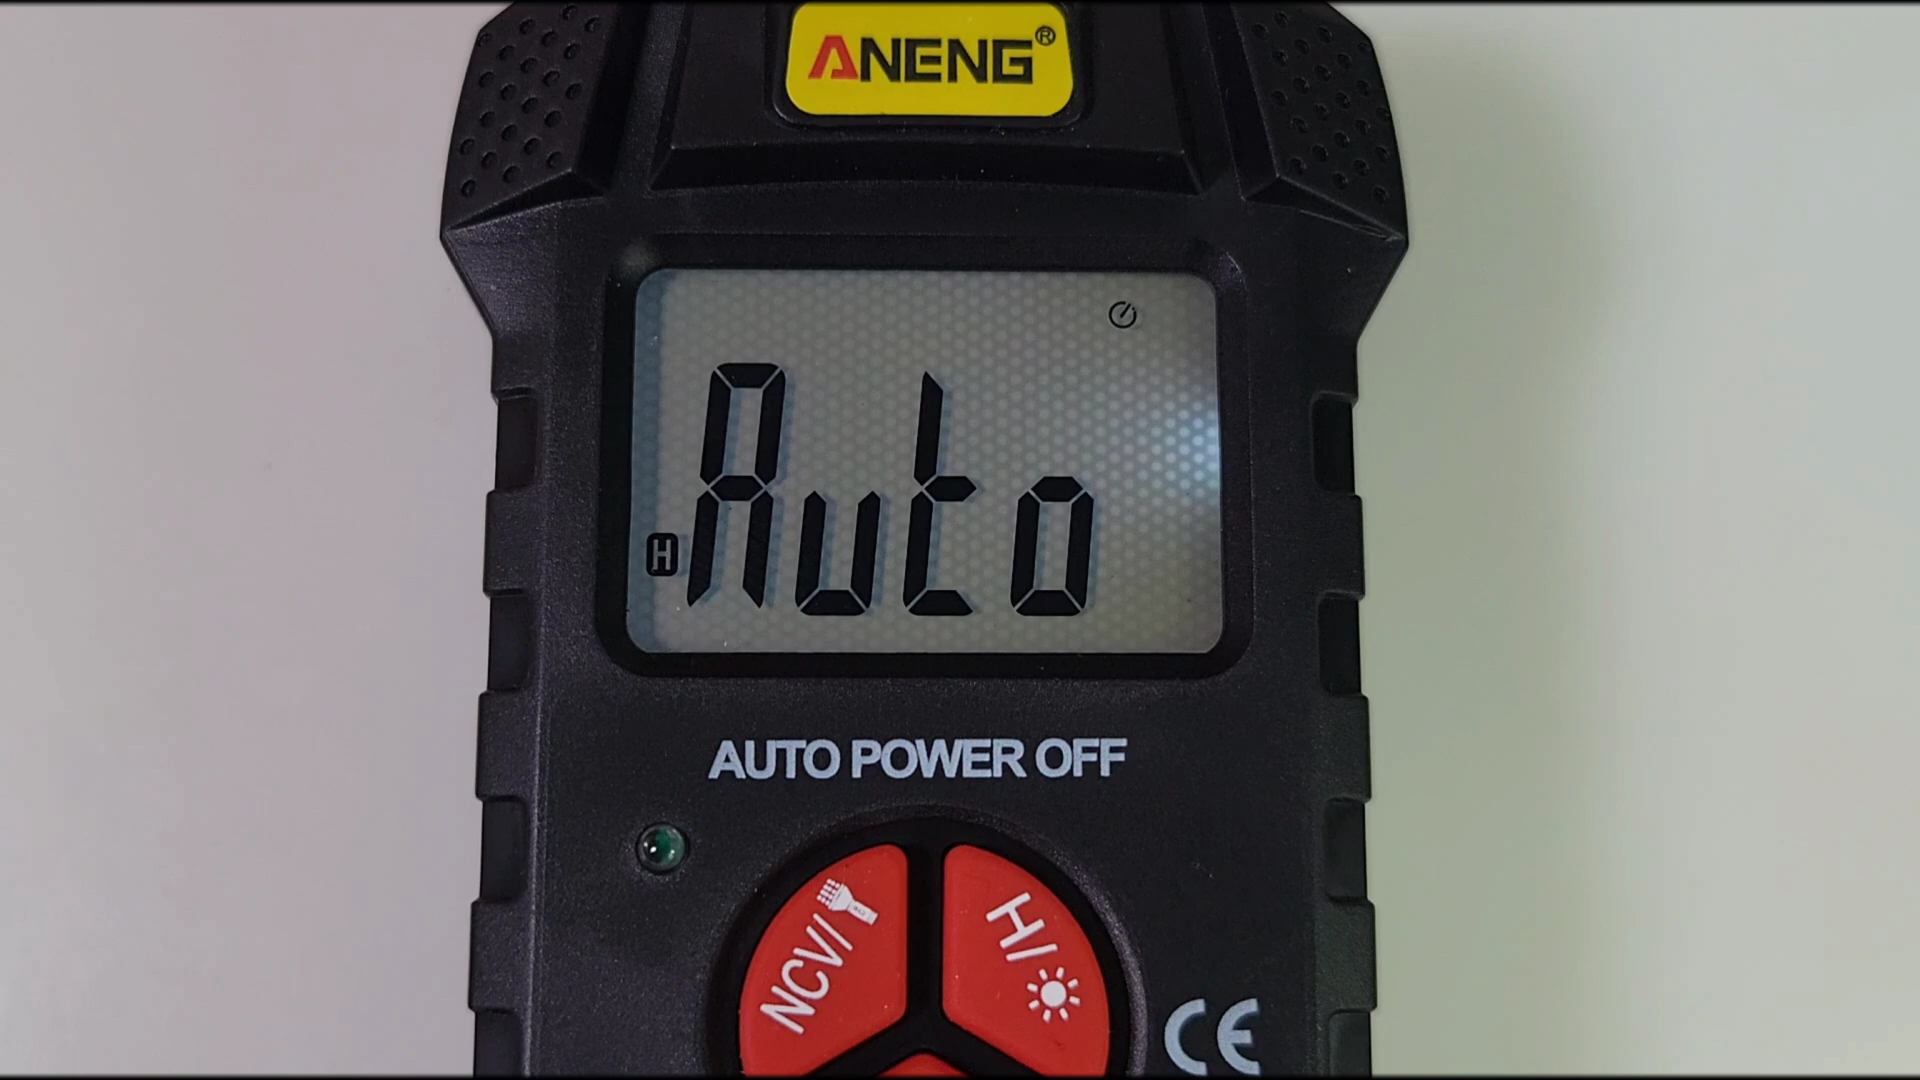 ANENG®
Auto
H
AUTO POWER OFF
NCV/
H/
CE